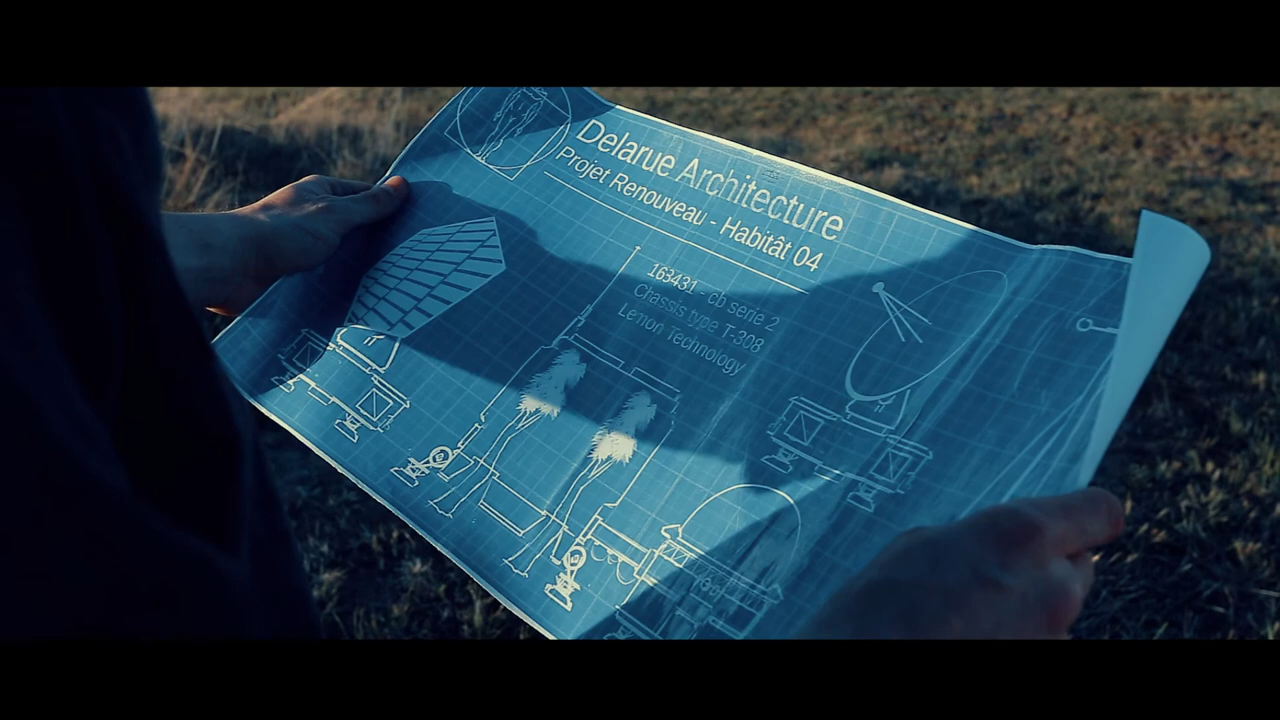 Delarue Architecture
Projet Renouveau - Habitât 04
163431 - cb serie 2
Chassis type T-308
Lemon Technology